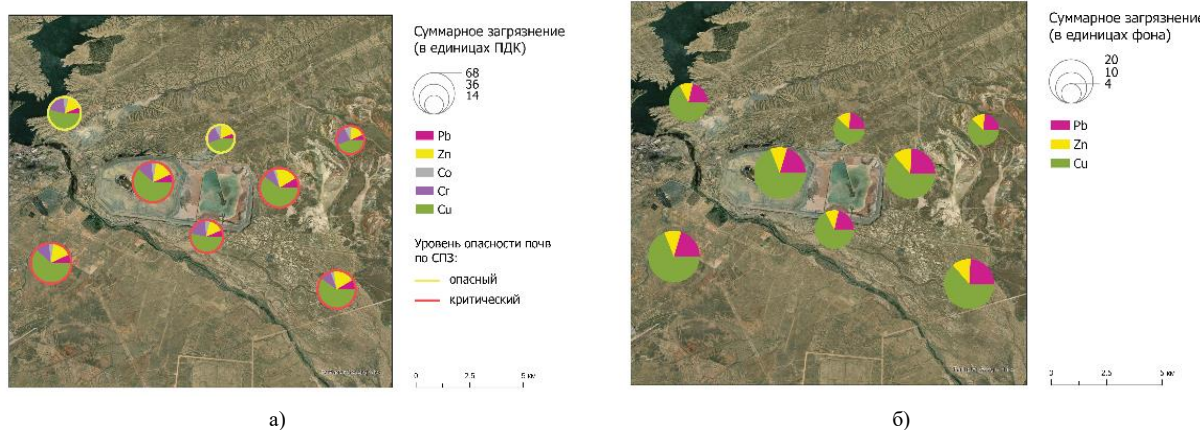 Суммарное загрязнение
(в единицах ПДК)
68
36
14
Pb
Zn
Co
Cr
Cu
Уровень опасности почв
по СПЗ:
опасный
критический
0 2.5 5 км
а)
Суммарное загрязнение
(в единицах фона)
20
10
4
Pb
Zn
Cu
0 2.5 5 км
б)